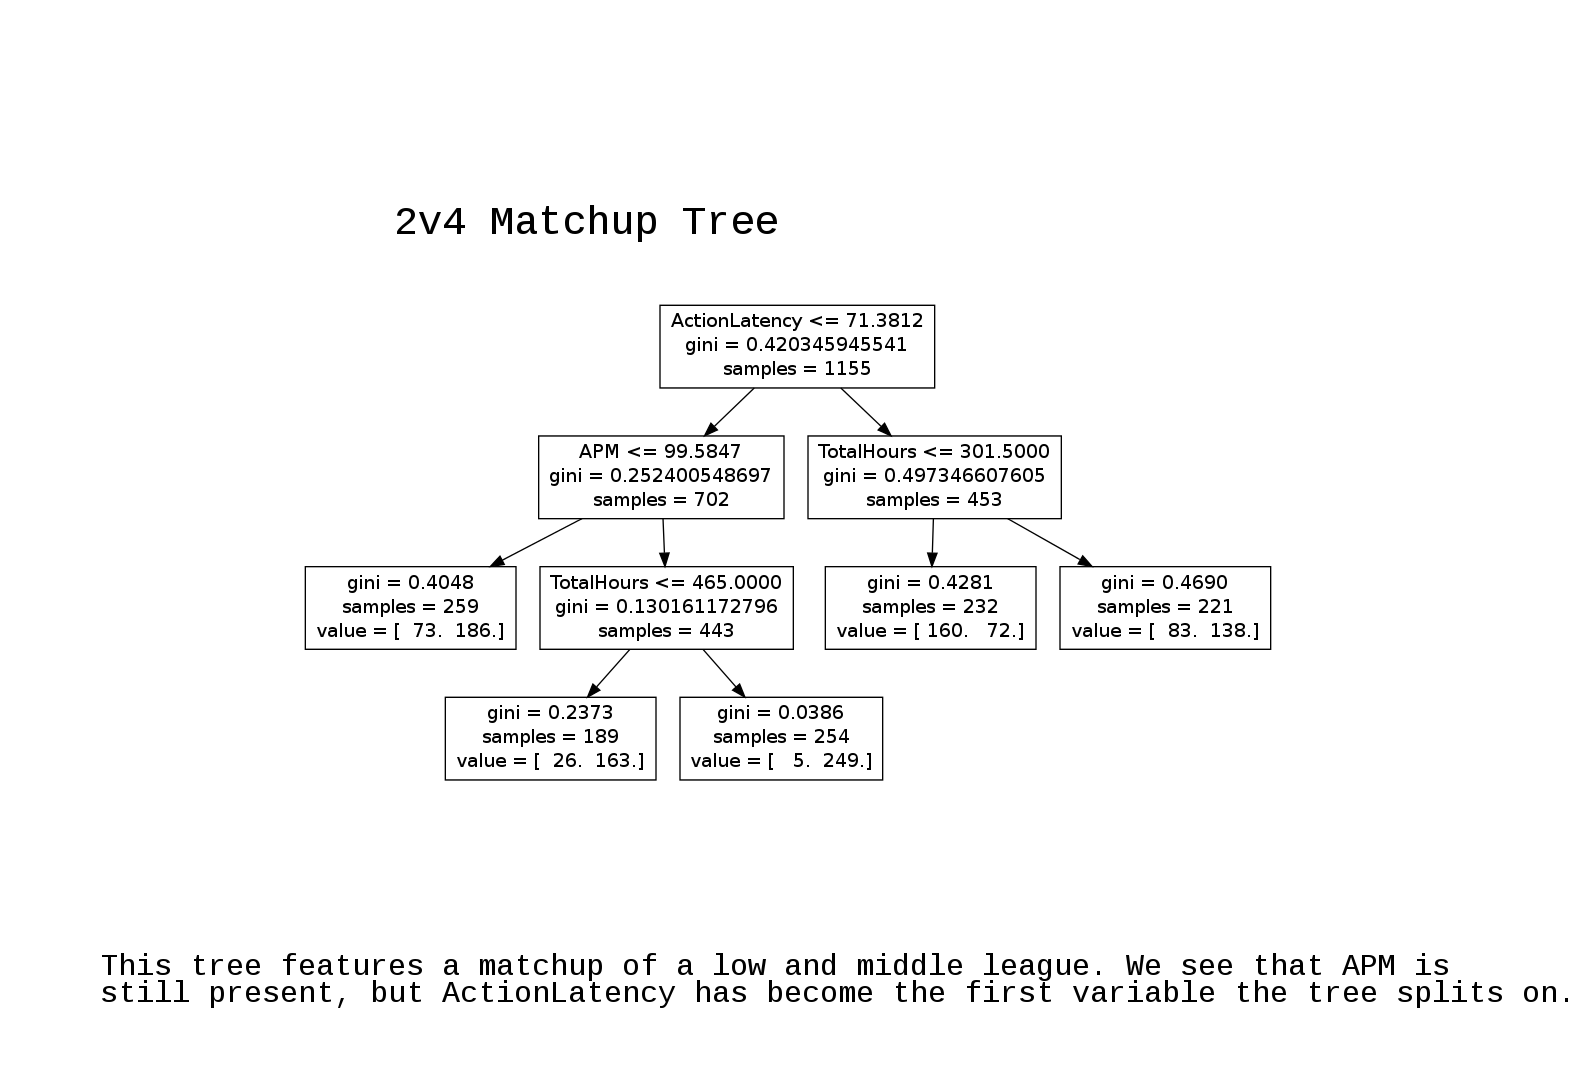 2v4 Matchup Tree
ActionLatency <= 71.3812
gini = 0.420345945541
samples = 1155
APM <= 99.5847
gini = 0.252400548697
samples = 702
TotalHours <= 301.5000
gini = 0.497346607605
samples = 453
gini = 0.4048
samples = 259
value = [  73.  186.]
TotalHours <= 465.0000
gini = 0.130161172796
samples = 443
gini = 0.4281
samples = 232
value = [ 160.   72.]
gini = 0.4690
samples = 221
value = [  83.  138.]
gini = 0.2373
samples = 189
value = [  26.  163.]
gini = 0.0386
samples = 254
value = [   5.  249.]
This tree features a matchup of a low and middle league. We see that APM is
still present, but ActionLatency has become the first variable the tree splits on.